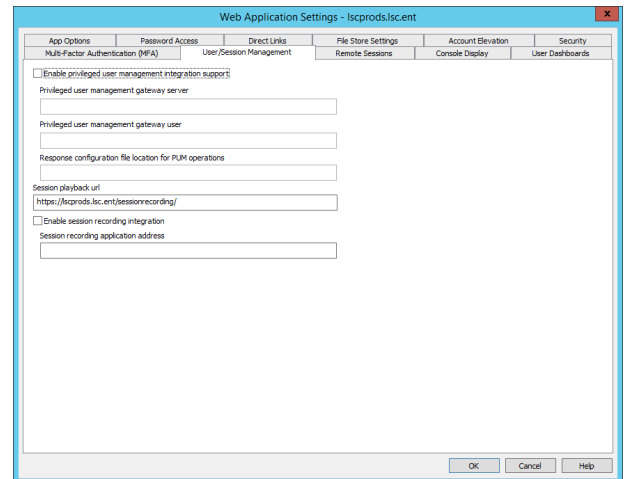 Web Application Settings - lscprods.lsc.ent
x
App Options Password Access Direct Links File Store Settings Account Elevation Security
Multi-Factor Authentication (MFA) User/Session Management Remote Sessions Console Display User Dashboards
Enable privileged user management integration support
Privileged user management gateway server
Privileged user management gateway user
Response configuration file location for PUM operations
Session playback url
https://lscprods.lsc.ent/sessionrecording/
Enable session recording integration
Session recording application address
OK Cancel Help